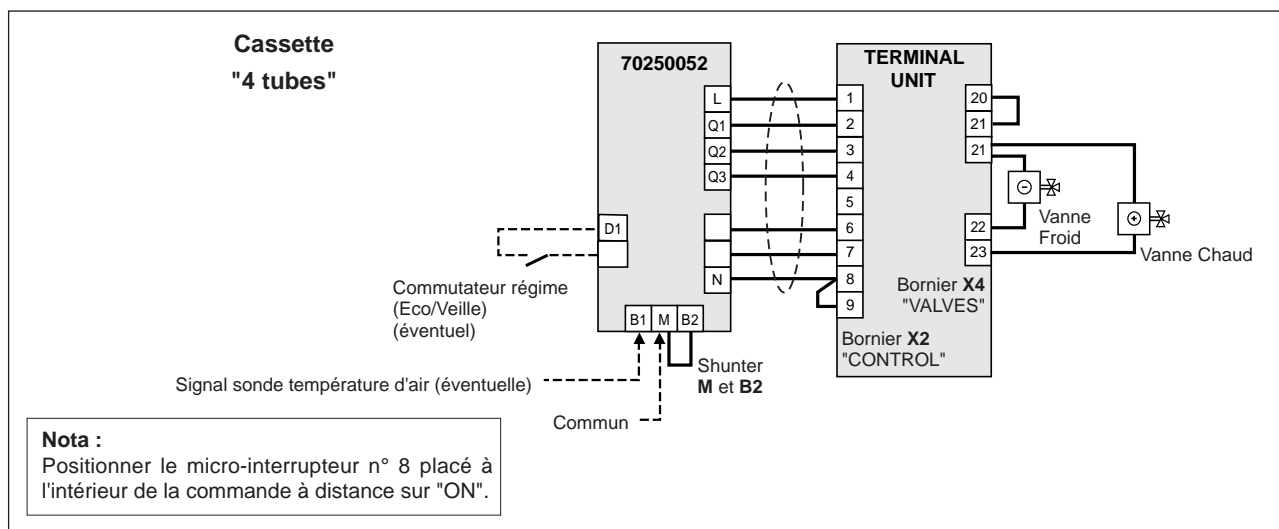 Cassette
"4 tubes"
70250052
L
Q1
Q2
Q3
D1
N
B1 M B2
TERMINAL
UNIT
1
2
3
4
5
6
7
8
9
20
21
21
22
23
Vanne
Froid
Vanne Chaud
Bornier X4
"VALVES"
Bornier X2
"CONTROL"
Commutateur régime
(Eco/Veille)
(éventuel)
Shunter
M et B2
Signal sonde température d'air (éventuelle)
Commun
Nota :
Positionner le micro-interrupteur n° 8 placé à
l'intérieur de la commande à distance sur "ON".